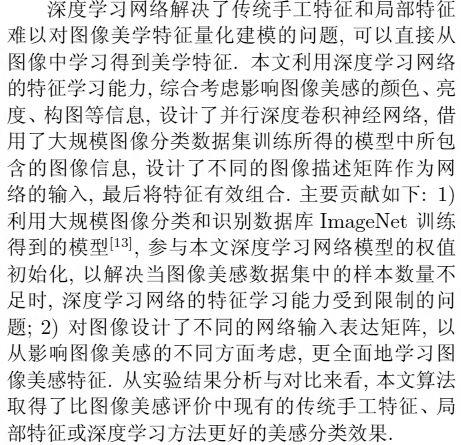 深度学习网络解决了传统手工特征和局部特征
难以对图像美学特征量化建模的问题, 可以直接从
图像中学习得到美学特征. 本文利用深度学习网络
的特征学习能力, 综合考虑影响图像美感的颜色、亮
度、构图等信息, 设计了并行深度卷积神经网络, 借
用了大规模图像分类数据集训练所得的模型中所包
含的图像信息, 设计了不同的图像描述矩阵作为网
络的输入, 最后将特征有效组合. 主要贡献如下: 1)
利用大规模图像分类和识别数据库 ImageNet 训练
得到的模型[13], 参与本文深度学习网络模型的权值
初始化, 以解决当图像美感数据集中的样本数量不
足时, 深度学习网络的特征学习能力受到限制的问
题; 2) 对图像设计了不同的网络输入表达矩阵, 以
从影响图像美感的不同方面考虑, 更全面地学习图
像美感特征. 从实验结果分析与对比来看, 本文算法
取得了比图像美感评价中现有的传统手工特征、局
部特征或深度学习方法更好的美感分类效果.